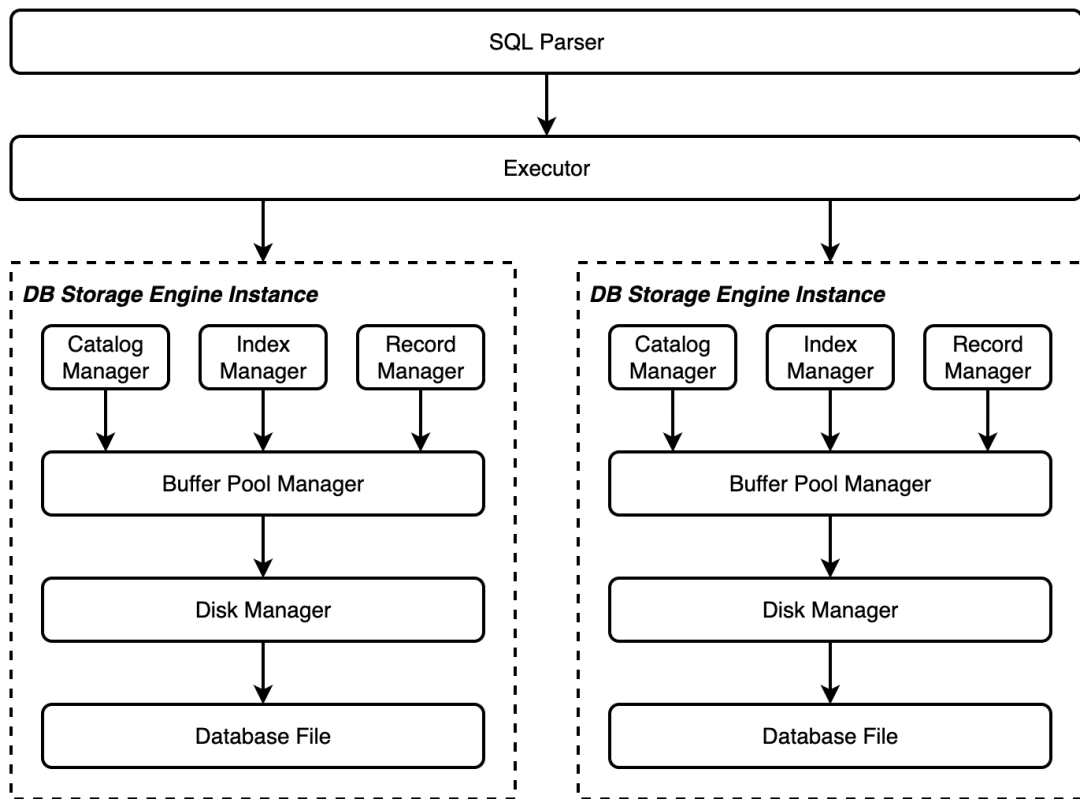 SQL Parser
Executor
DB Storage Engine Instance
Catalog
Manager
Index
Manager
Record
Manager
Buffer Pool Manager
Disk Manager
Database File
DB Storage Engine Instance
Catalog
Manager
Index
Manager
Record
Manager
Buffer Pool Manager
Disk Manager
Database File